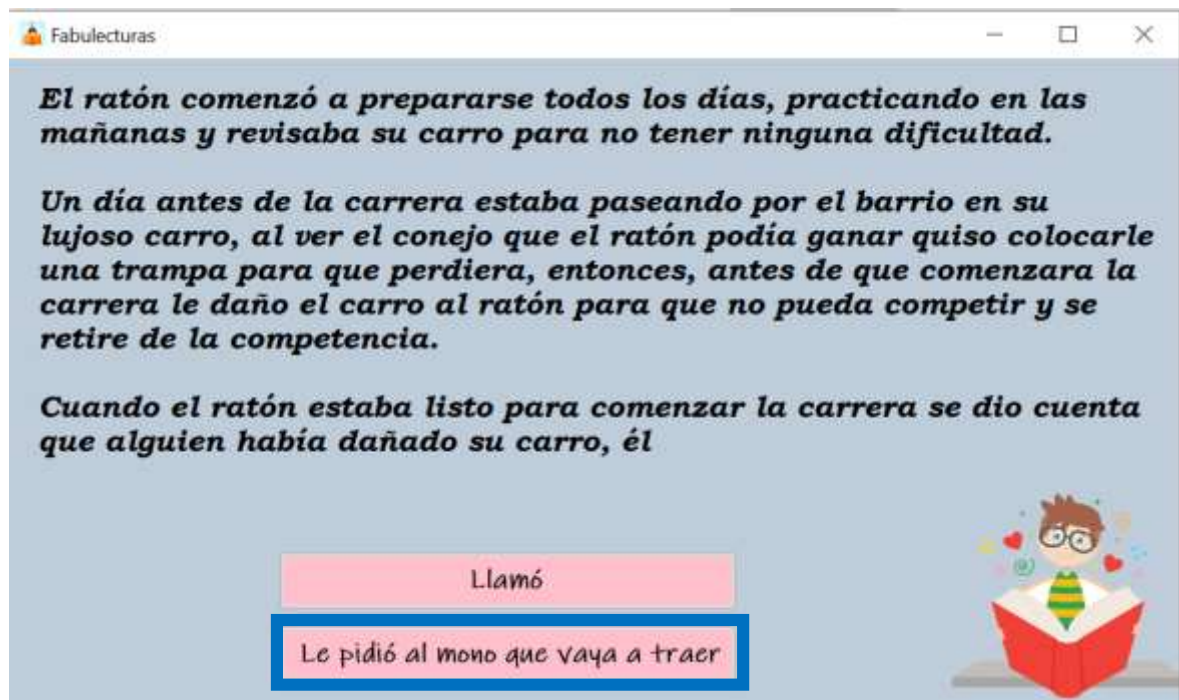 Fabulecturas
El ratón comenzó a prepararse todos los días, practicando en las
mañanas y revisaba su carro para no tener ninguna dificultad.
Un día antes de la carrera estaba paseando por el barrio en su
lujoso carro, al ver el conejo que el ratón podía ganar quiso colocarle
una trampa para que perdiera, entonces, antes de que comenzara la
carrera le daño el carro al ratón para que no pueda competir y se
retire de la competencia.
Cuando el ratón estaba listo para comenzar la carrera se dio cuenta
que alguien había dañado su carro, él
Llamó
Le pidió al mono que vaya a traer